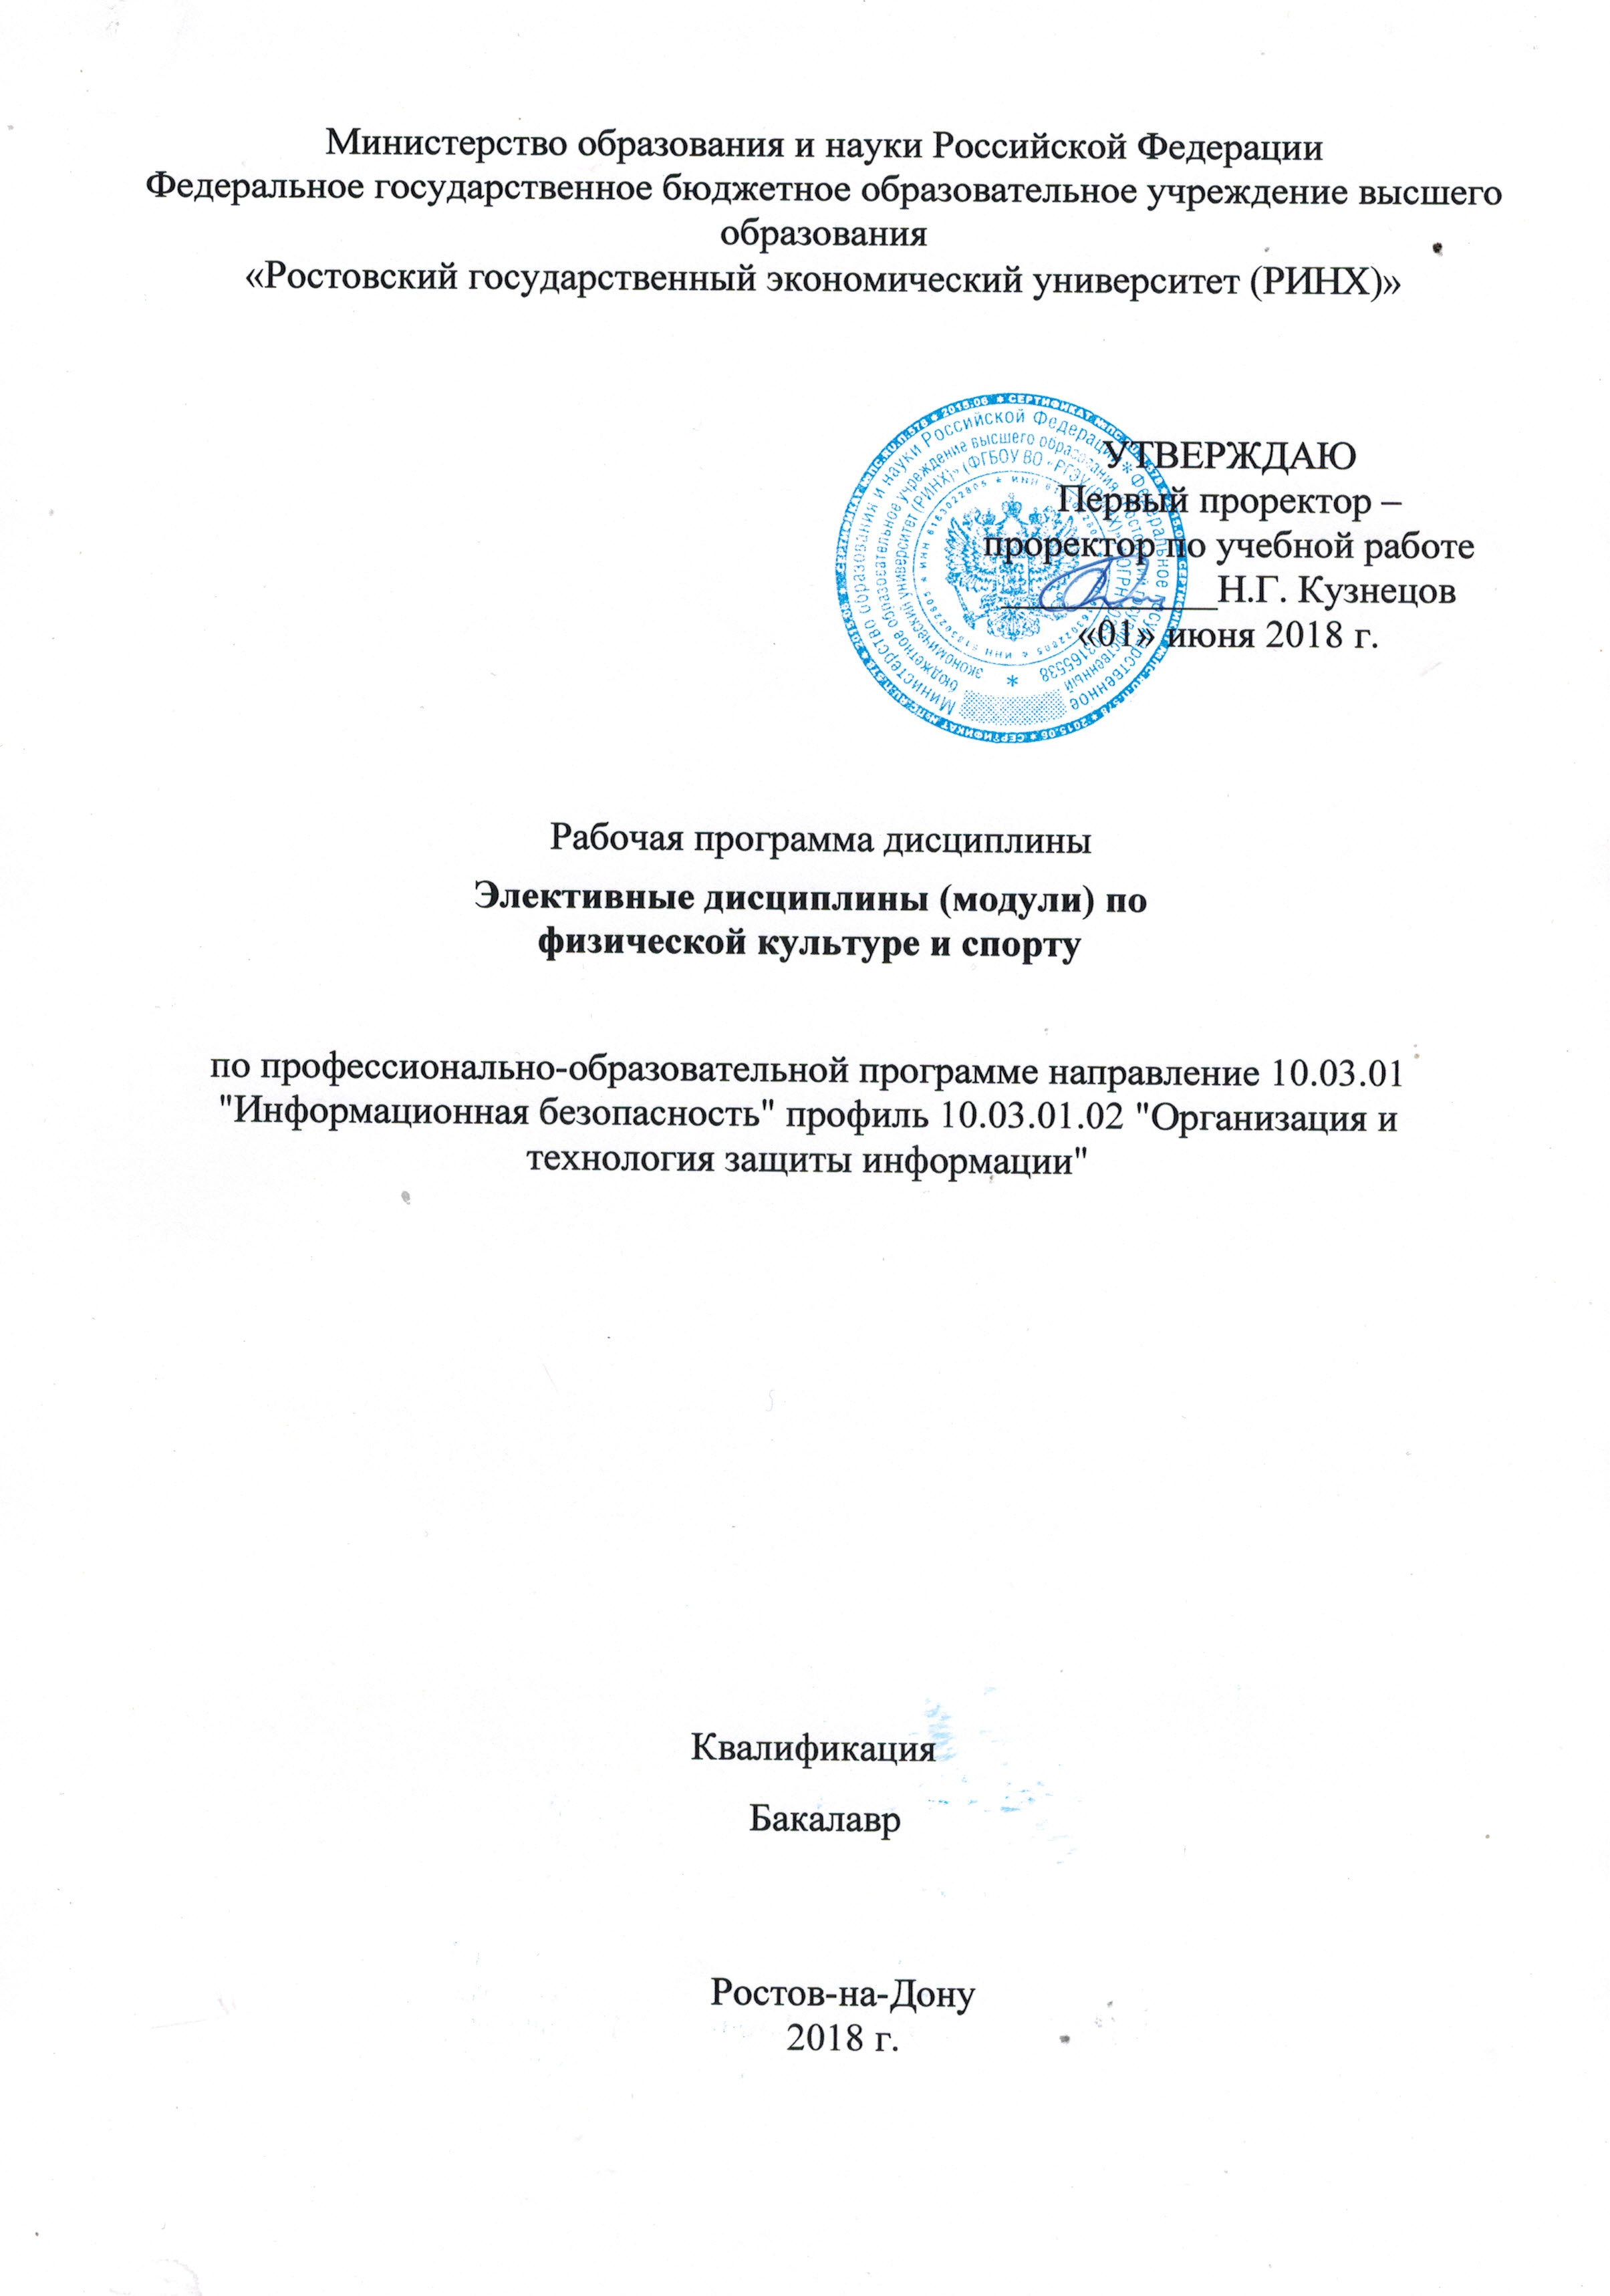 Министерство образования и науки Российской Федерации
Федеральное государственное бюджетное образовательное учреждение высшего
образования
«Ростовский государственный экономический университет (РИНХ)»
УТВЕРЖДАЮ
Первый проректор –
проректор по учебной работе
Н.Г. Кузнецов
«01» июня 2018 г.
Рабочая программа дисциплины
Элективные дисциплины (модули) по
физической культуре и спорту
по профессионально-образовательной программе направление 10.03.01
"Информационная безопасность" профиль 10.03.01.02 "Организация и
технология защиты информации"
Квалификация
Бакалавр
Ростов-на-Дону
2018 г.